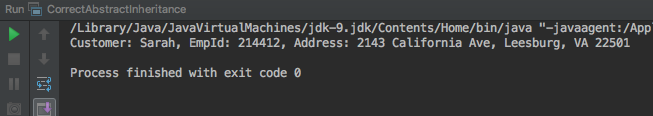 Run CorrectAbstractInheritance
/Library/Java/JavaVirtualMachines/jdk-9.jdk/Contents/Home/bin/java "-javaagent:/Appl
Customer: Sarah, EmpId: 214412, Address: 2143 California Ave, Leesburg, VA 22501
Process finished with exit code 0